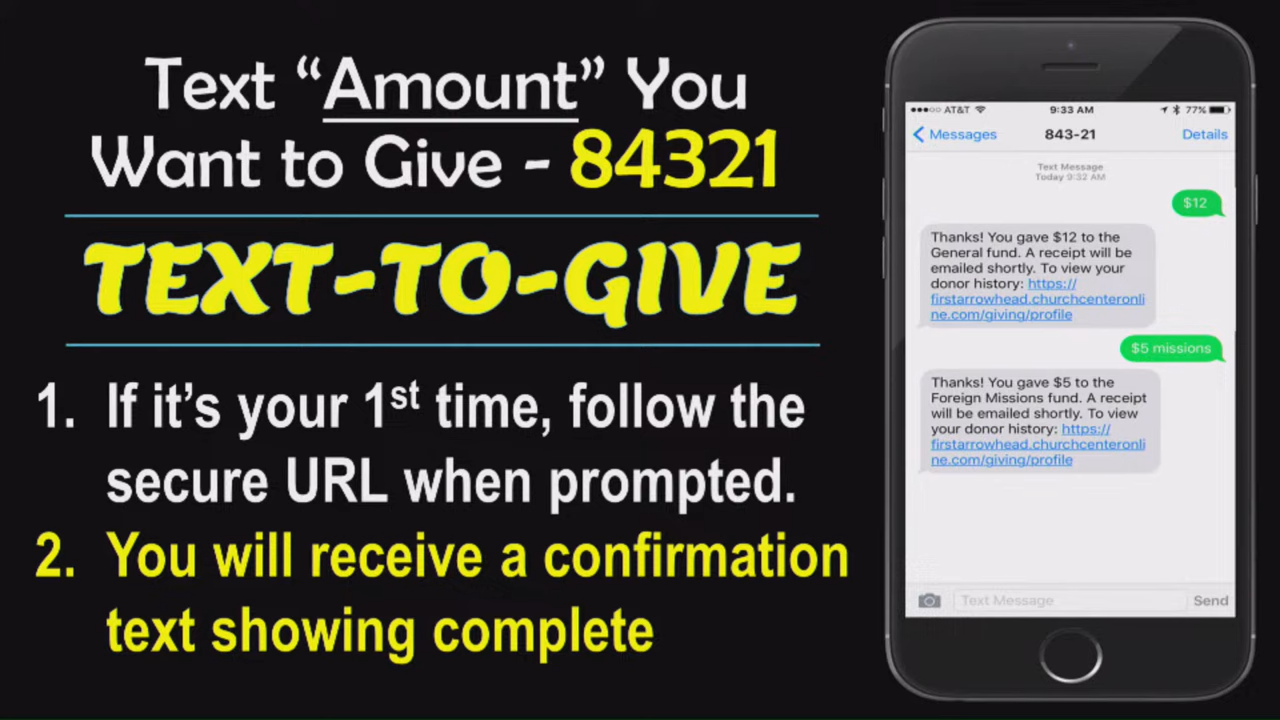 Text “Amount” You
Want to Give - 84321
TEXT-TO-GIVE
1. If it’s your 1st time, follow the
secure URL when prompted.
2. You will receive a confirmation
text showing complete
AT&T 9:33 AM 77%
Messages 843-21 Details
Text Message
Today 9:32 AM
$12
Thanks! You gave $12 to the
General fund. A receipt will be
emailed shortly. To view your
donor history: https://
firstarrowhead.churchcenteronli
ne.com/giving/profile
$5 missions
Thanks! You gave $5 to the
Foreign Missions fund. A receipt
will be emailed shortly. To view
your donor history: https://
firstarrowhead.churchcenteronli
ne.com/giving/profile
Text Message Send